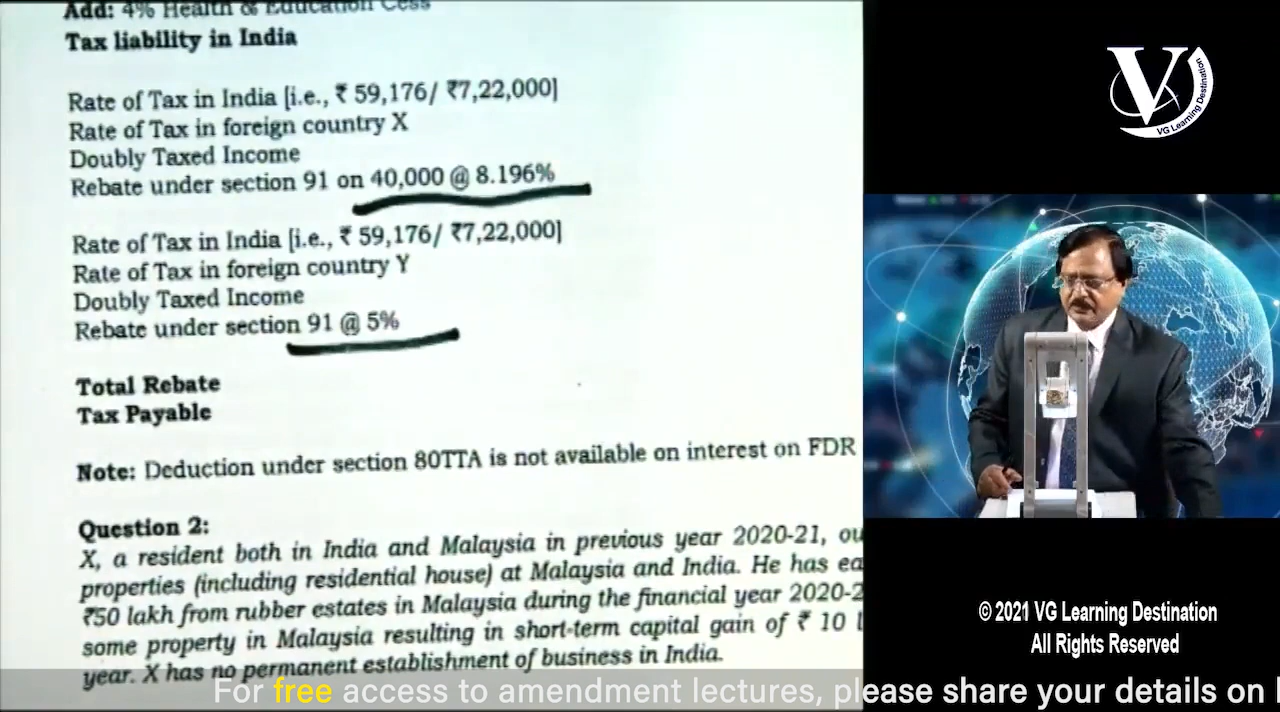 Add: 4% Health & Education Cess
Tax liability in India
Rate of Tax in India [i.e., ₹ 59,176/ ₹7,22,000]
Rate of Tax in foreign country X
Doubly Taxed Income
Rebate under section 91 on 40,000 @ 8.196%
Rate of Tax in India [i.e., ₹ 59,176/ ₹7,22,000]
Rate of Tax in foreign country Y
Doubly Taxed Income
Rebate under section 91 @ 5%
Total Rebate
Tax Payable
Note: Deduction under section 80TTA is not available on interest on FDR
Question 2:
X, a resident both in India and Malaysia in previous year 2020-21, ou
properties (including residential house) at Malaysia and India. He has ea
₹50 lakh from rubber estates in Malaysia during the financial year 2020-2
some property in Malaysia resulting in short-term capital gain of ₹ 10 l
year. X has no permanent establishment of business in India.
For free access to amendment lectures, please share your details on
V
VG Learning Destination
© 2021 VG Learning Destination
All Rights Reserved